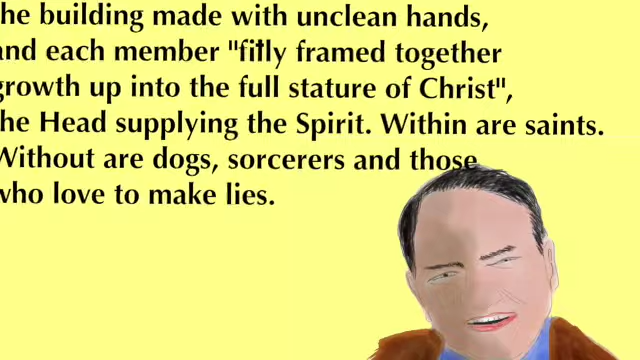 he building made with unclean hands,
and each member "fitly framed together
growth up into the full stature of Christ",
he Head supplying the Spirit. Within are saints.
Without are dogs, sorcerers and those
who love to make lies.